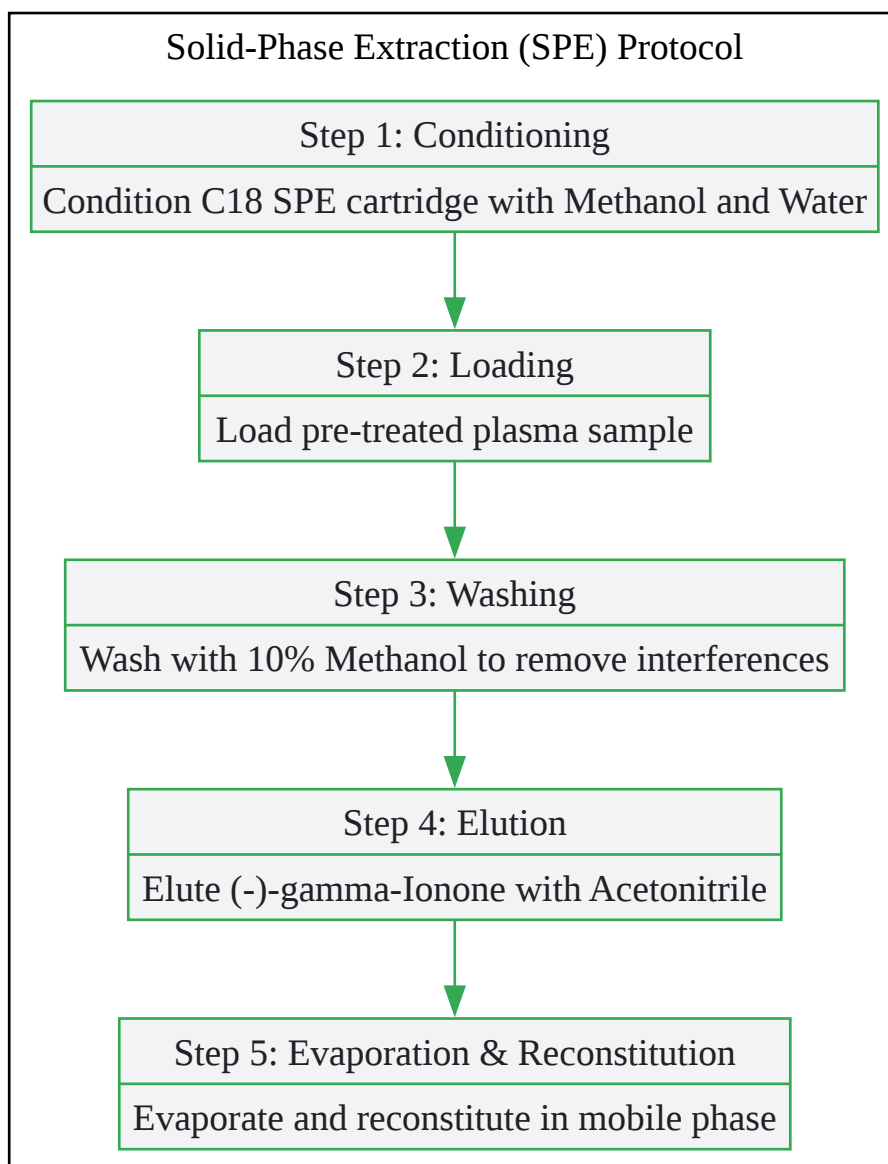 Solid-Phase Extraction (SPE) Protocol
Step 1: Conditioning
Condition C18 SPE cartridge with Methanol and Water
Step 2: Loading
Load pre-treated plasma sample
Step 3: Washing
Wash with 10% Methanol to remove interferences
Step 4: Elution
Elute (-)-gamma-Ionone with Acetonitrile
Step 5: Evaporation & Reconstitution
Evaporate and reconstitute in mobile phase